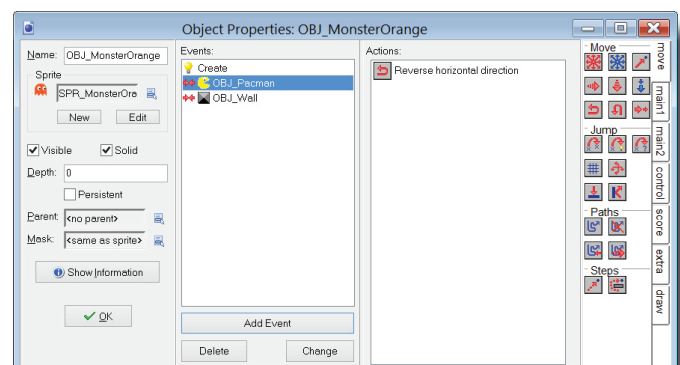 Object Properties: OBJ_MonsterOrange
Name: OBJ_MonsterOrange
Sprite
SPR_MonsterOra
New Edit
Visible Solid
Depth: 0
Persistent
Parent: <no parent>
Mask: <same as sprite>
Show Information
OK
Events:
Create
OBJ_Pacman
OBJ_Wall
Add Event
Delete Change
Actions:
Reverse horizontal direction
Move
Jump
Paths
Steps
move
main1
main2
control
score
extra
draw